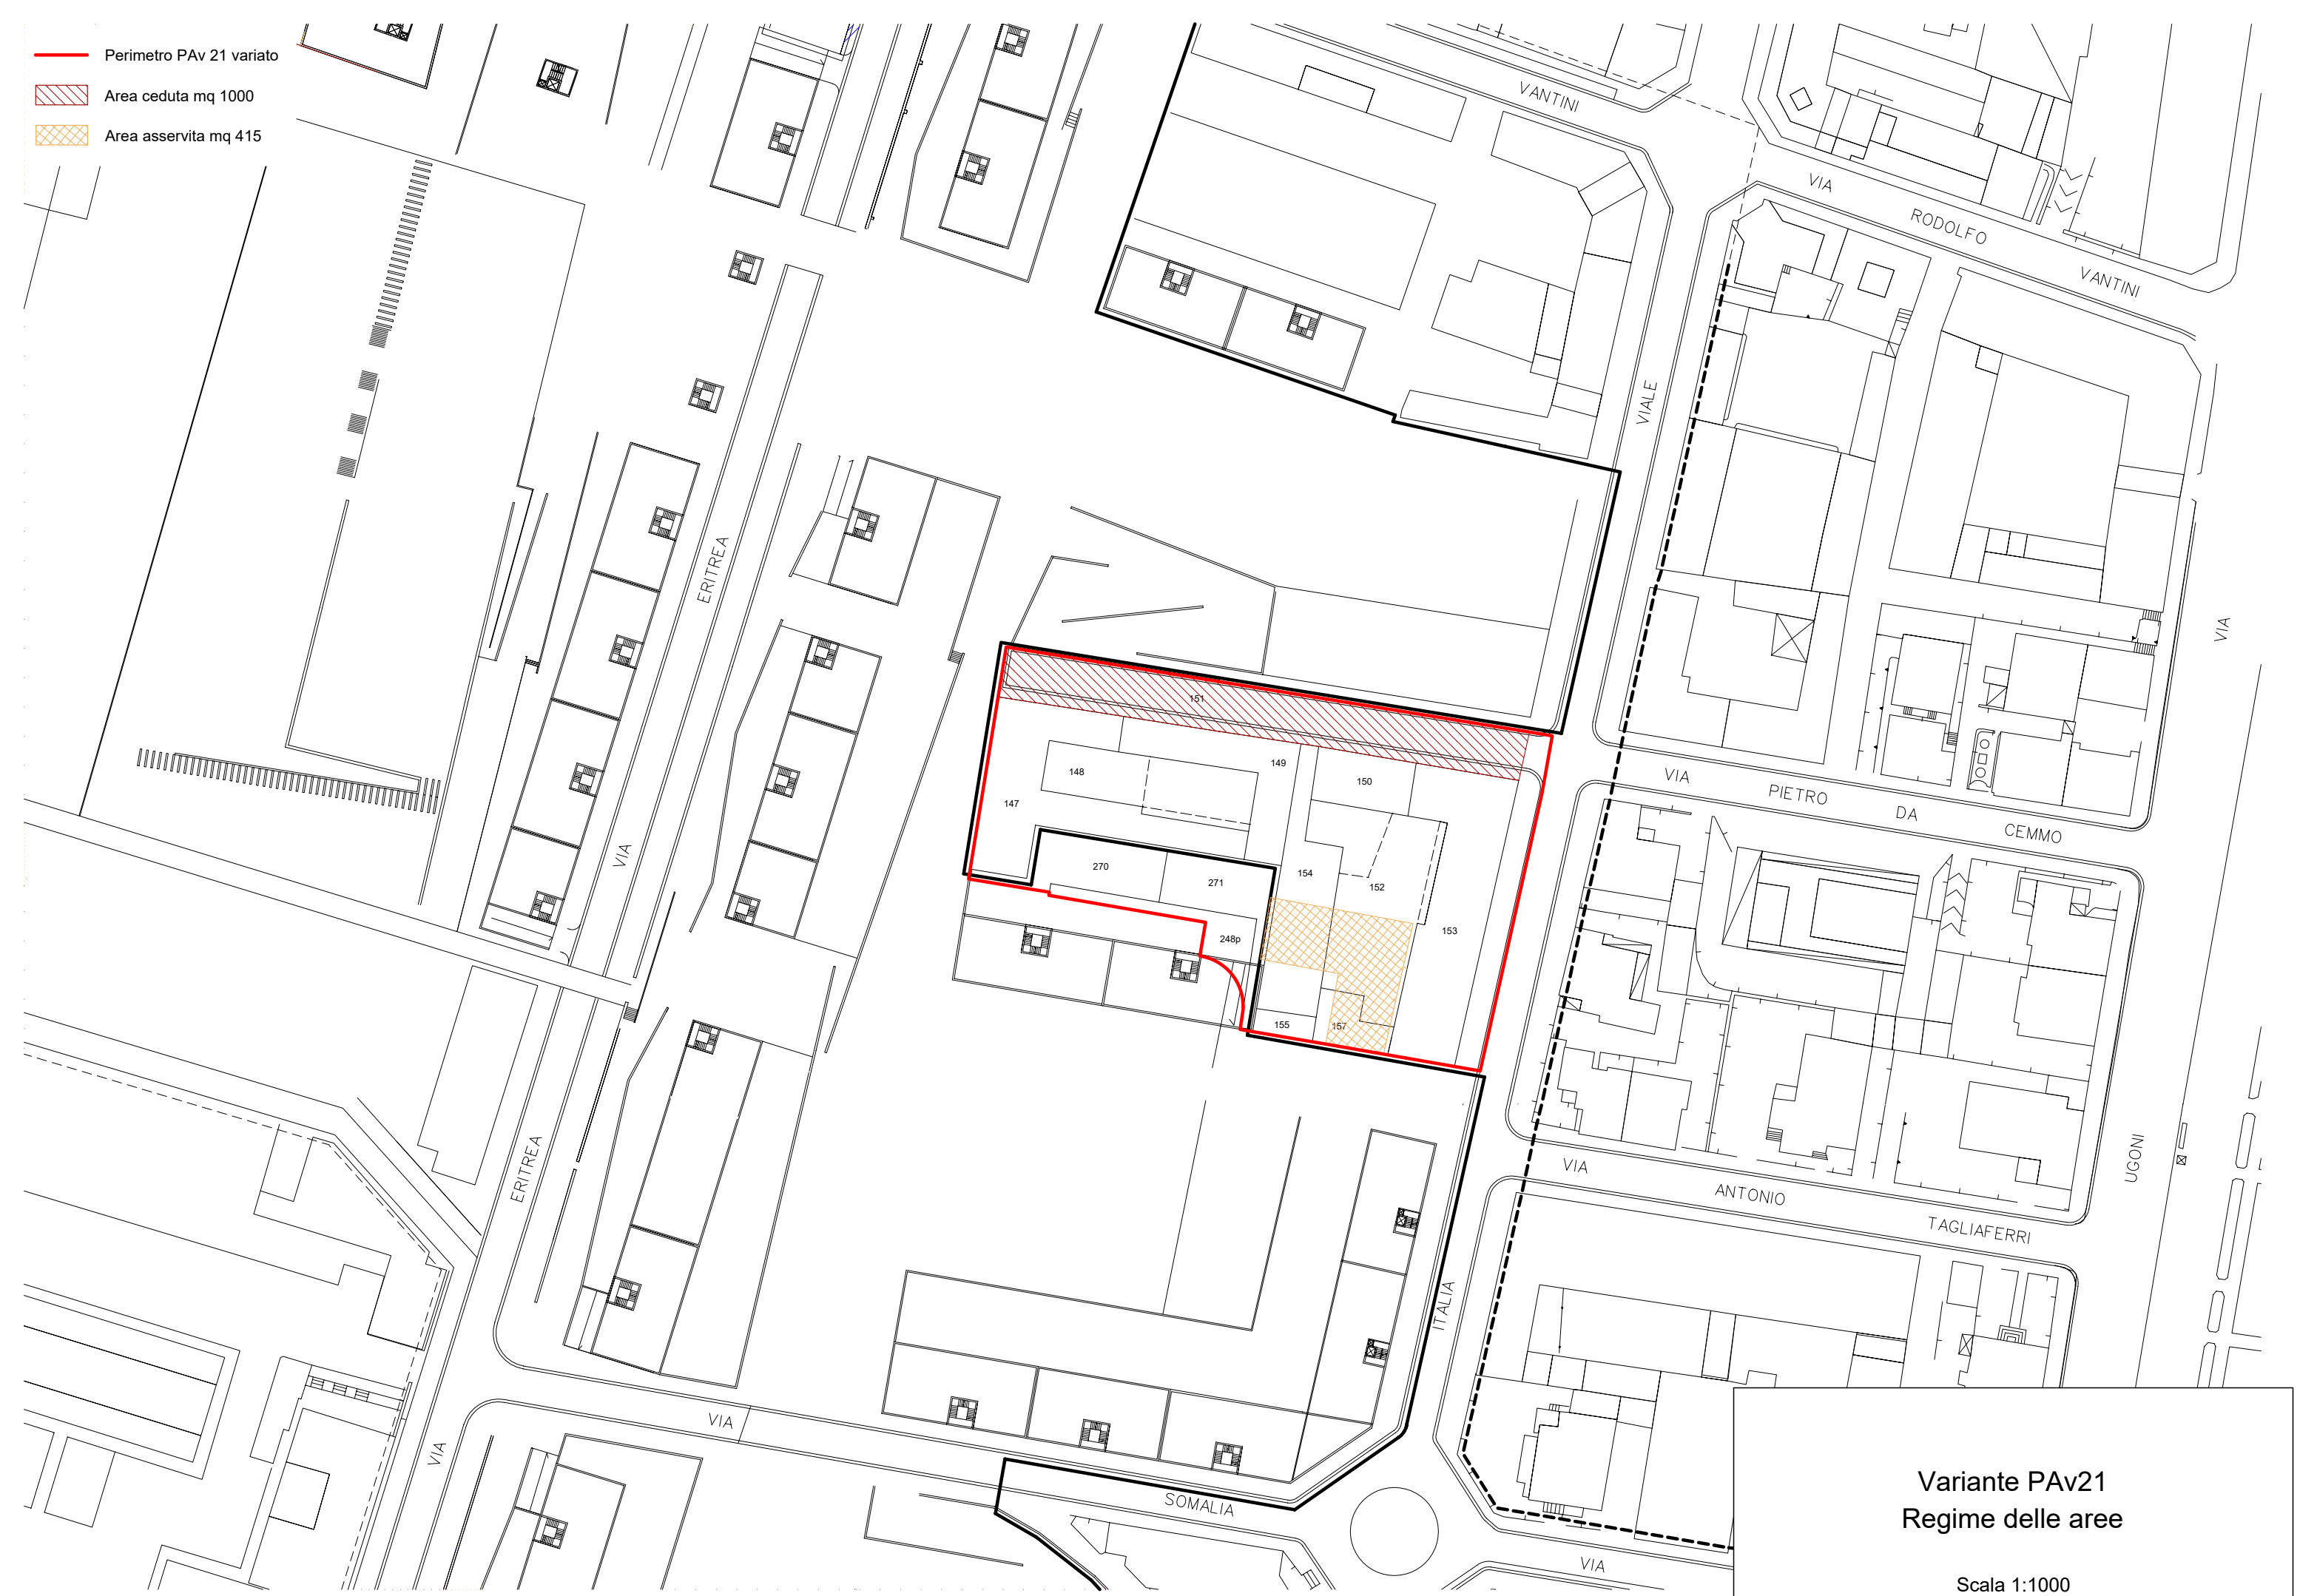 Perimetro PAv 21 variato
Area ceduta mq 1000
Area asservita mq 415
VANTINI
VIA
RODOLFO
VANTINI
VIALE
ERITREA
VIA
VIA
151
149
150
148
147
VIA
PIETRO
DA
CEMMO
270
271
154
152
153
248p
155
157
ERITREA
UGONI
VIA
ANTONIO
TAGLIAFERRI
ITALIA
VIA
VIA
SOMALIA
VIA
Variante PAv21
Regime delle aree
Scala 1:1000